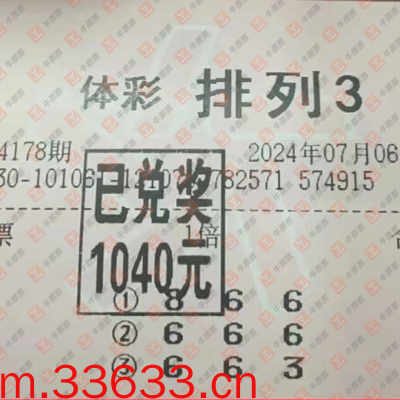 体彩 排列3
4178期 2024年07月06
30-10106 782571 574915
已兑奖
1040元
票 1倍 合
① 8 6 6
② 6 6 6
③ 6 6 3
m.33633.cn